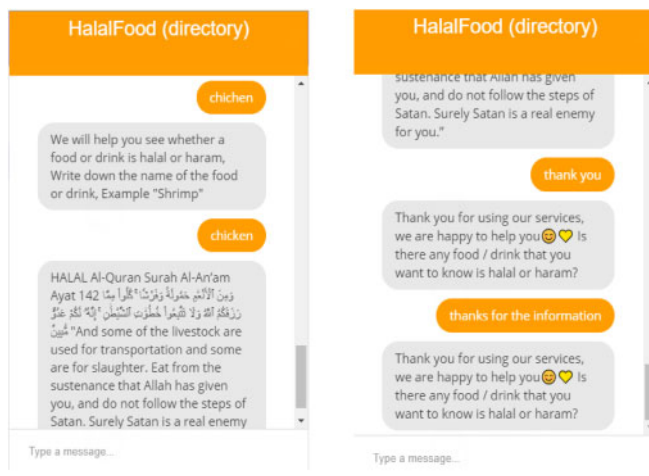 HalalFood (directory)
chichen
We will help you see whether a
food or drink is halal or haram,
Write down the name of the food
or drink, Example "Shrimp"
chicken
HALAL Al-Quran Surah Al-An'am
Ayat 142 وَمِنَ ٱلْأَنْعَٰمِ حَمُولَةً وَفَرْشًا ۚ كُلُوا۟ مِمَّا
رَزَقَكُمُ ٱللَّهُ وَلَا تَتَّبِعُوا۟ خُطُوَٰتِ ٱلشَّيْطَٰنِ ۚ إِنَّهُۥ لَكُمْ عَدُوٌّ
مُّبِينٌ "And some of the livestock are
used for transportation and some
are for slaughter. Eat from the
sustenance that Allah has given
you, and do not follow the steps of
Satan. Surely Satan is a real enemy
Type a message...
HalalFood (directory)
sustenance that Allah has given
you, and do not follow the steps of
Satan. Surely Satan is a real enemy
for you."
thank you
Thank you for using our services,
we are happy to help you😊💛 Is
there any food / drink that you
want to know is halal or haram?
thanks for the information
Thank you for using our services,
we are happy to help you😊💛 Is
there any food / drink that you
want to know is halal or haram?
Type a message...